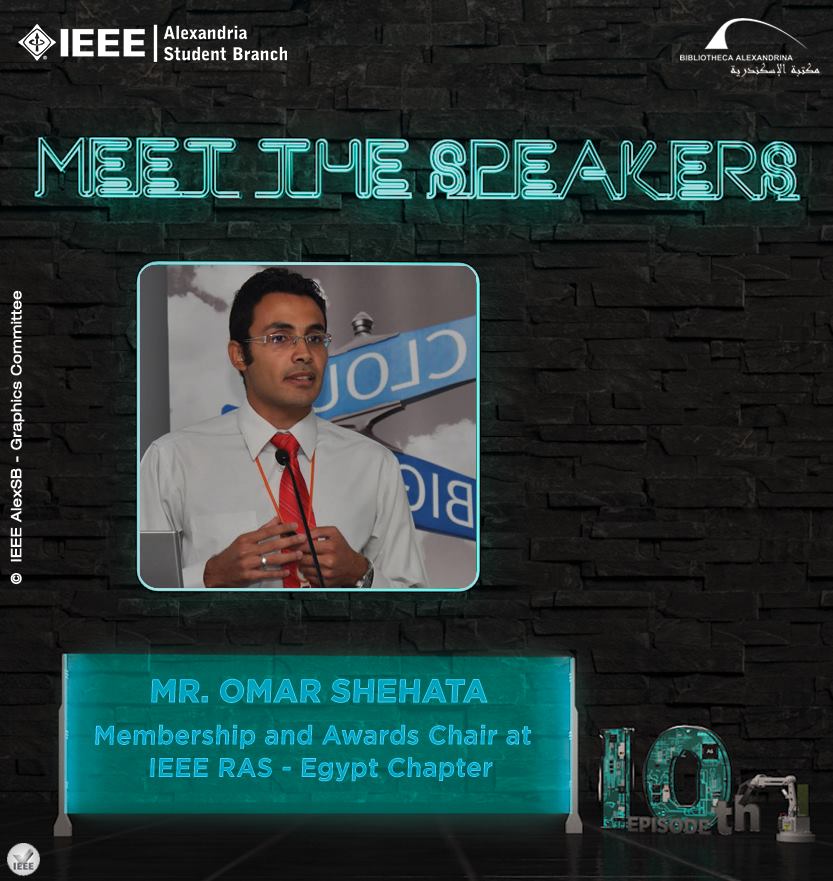 IEEE
Alexandria
Student Branch
BIBLIOTHECA ALEXANDRINA
مكتبة الإسكندرية
MEET THE SPEAKERS
© IEEE AlexSB - Graphics Committee
CLOU
BIG
MR. OMAR SHEHATA
Membership and Awards Chair at
IEEE RAS - Egypt Chapter
10th
EPISODE
IEEE